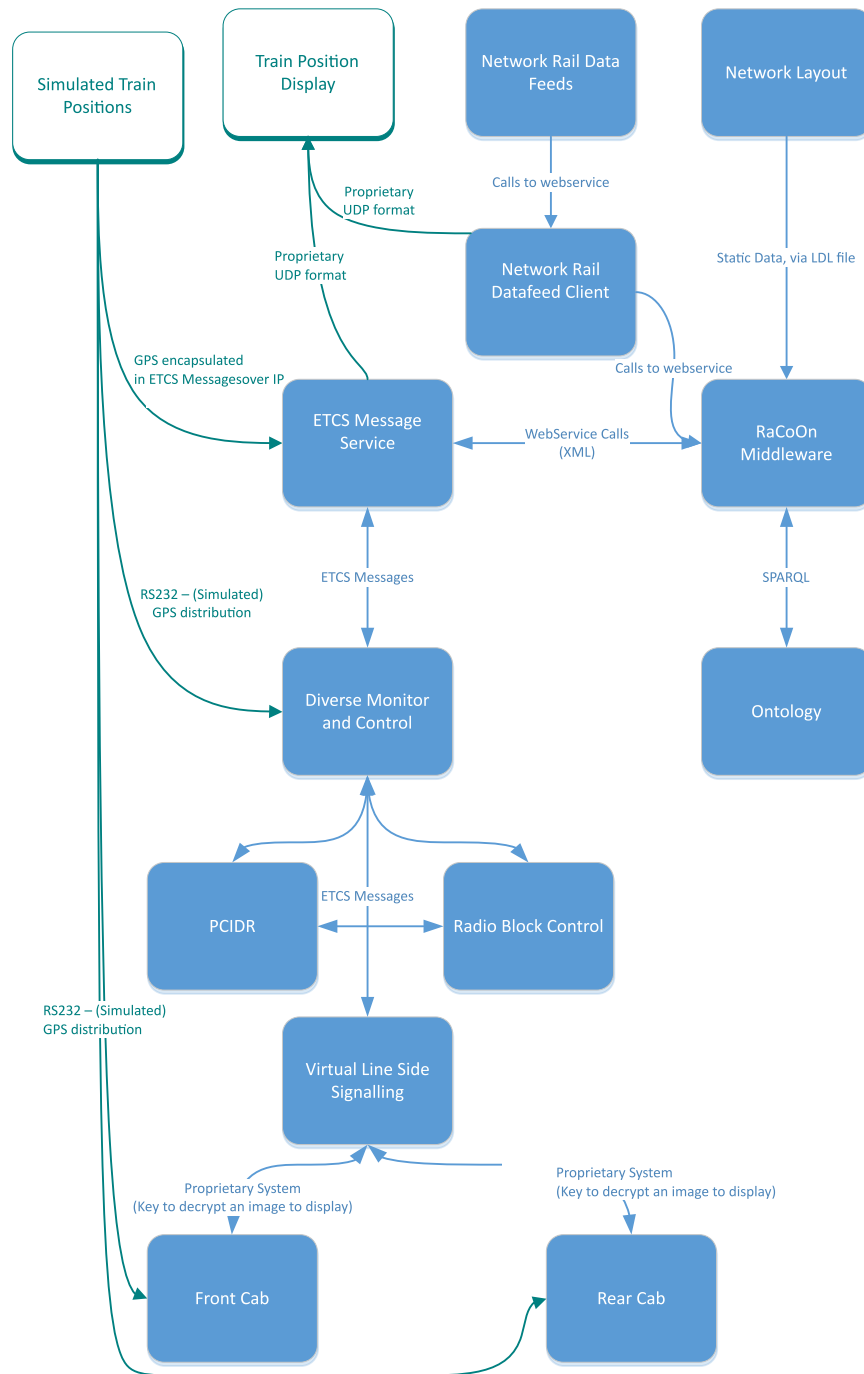 Simulated Train
Positions
Train Position
Display
Network Rail Data
Feeds
Network Layout
Calls to webservice
Proprietary
UDP format
Proprietary
UDP format
Network Rail
Datafeed Client
Static Data, via LDL file
GPS encapsulated
in ETCS Messagesover IP
Calls to webservice
ETCS Message
Service
WebService Calls
(XML)
RaCoOn
Middleware
ETCS Messages
SPARQL
RS232 – (Simulated)
GPS distribution
Diverse Monitor
and Control
Ontology
PCIDR
ETCS Messages
Radio Block Control
RS232 – (Simulated)
GPS distribution
Virtual Line Side
Signalling
Proprietary System
(Key to decrypt an image to display)
Proprietary System
(Key to decrypt an image to display)
Front Cab
Rear Cab